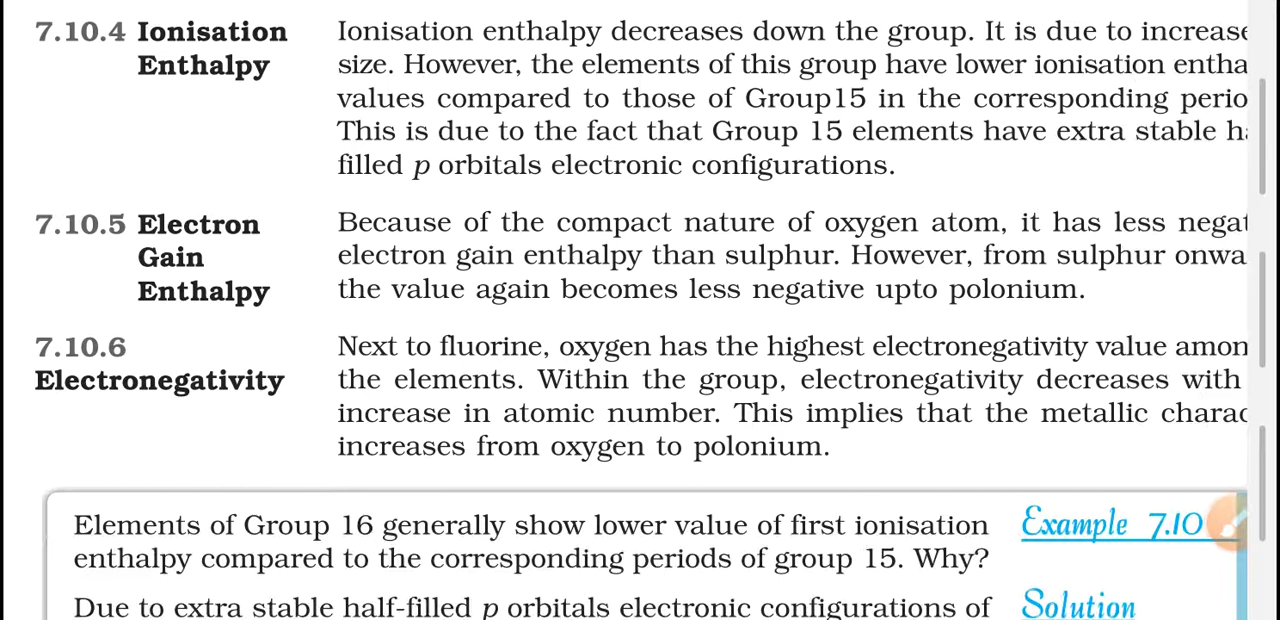 7.10.4 Ionisation Enthalpy
Ionisation enthalpy decreases down the group. It is due to increase
size. However, the elements of this group have lower ionisation
values compared to those of Group15 in the corresponding
This is due to the fact that Group 15 elements have extra stable
filled p orbitals electronic configurations.
7.10.5 Electron Gain Enthalpy
Because of the compact nature of oxygen atom, it has less
electron gain enthalpy than sulphur. However, from sulphur
the value again becomes less negative upto polonium.
7.10.6 Electronegativity
Next to fluorine, oxygen has the highest electronegativity value
the elements. Within the group, electronegativity decreases with
increase in atomic number. This implies that the metallic
increases from oxygen to polonium.
Example 7.10
Elements of Group 16 generally show lower value of first ionisation
enthalpy compared to the corresponding periods of group 15. Why?
Solution
Due to extra stable half-filled p orbitals electronic configurations of